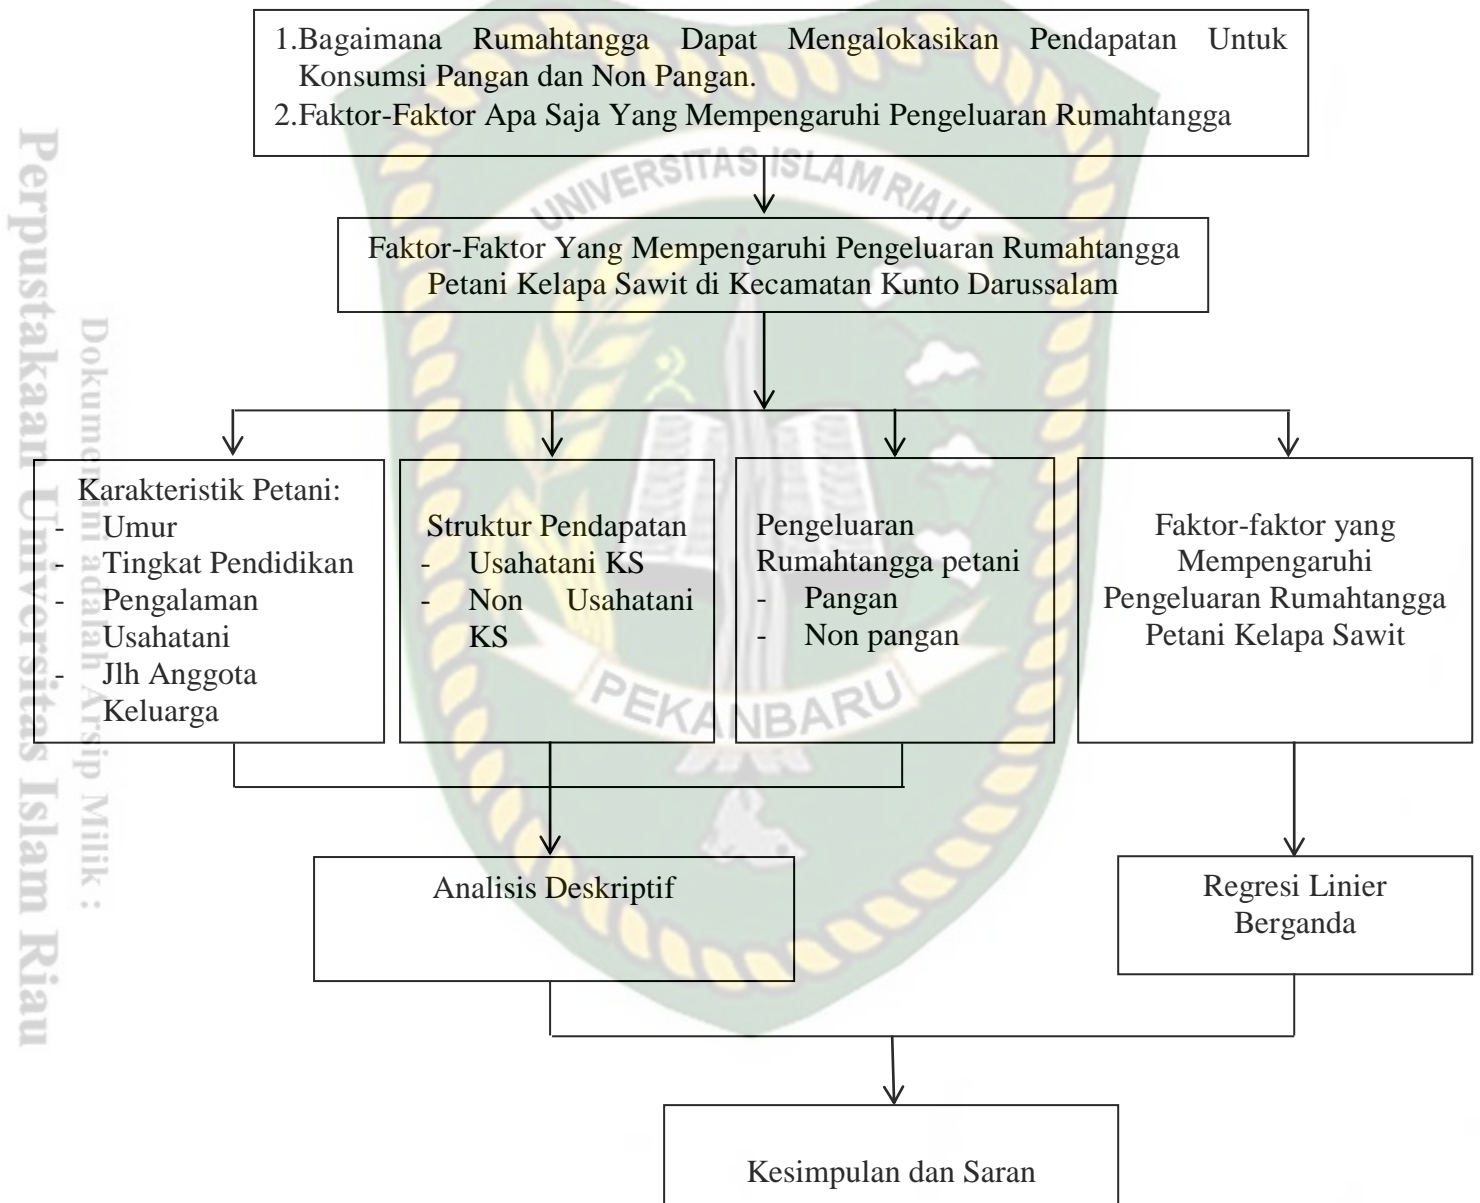 1.Bagaimana Rumahtangga Dapat Mengalokasikan Pendapatan Untuk
Konsumsi Pangan dan Non Pangan.
2.Faktor-Faktor Apa Saja Yang Mempengaruhi Pengeluaran Rumahtangga
UNIVERSITAS ISLAM RIAU
Faktor-Faktor Yang Mempengaruhi Pengeluaran Rumahtangga
Petani Kelapa Sawit di Kecamatan Kunto Darussalam
Karakteristik Petani:
- Umur
- Tingkat Pendidikan
- Pengalaman
Usahatani
- Jlh Anggota
Keluarga
Struktur Pendapatan
- Usahatani KS
- Non Usahatani
KS
Pengeluaran
Rumahtangga petani
- Pangan
- Non pangan
Faktor-faktor yang
Mempengaruhi
Pengeluaran Rumahtangga
Petani Kelapa Sawit
PEKANBARU
Analisis Deskriptif
Regresi Linier
Berganda
Kesimpulan dan Saran
Dokumen ini adalah Arsip Milik :
Perpustakaan Universitas Islam Riau